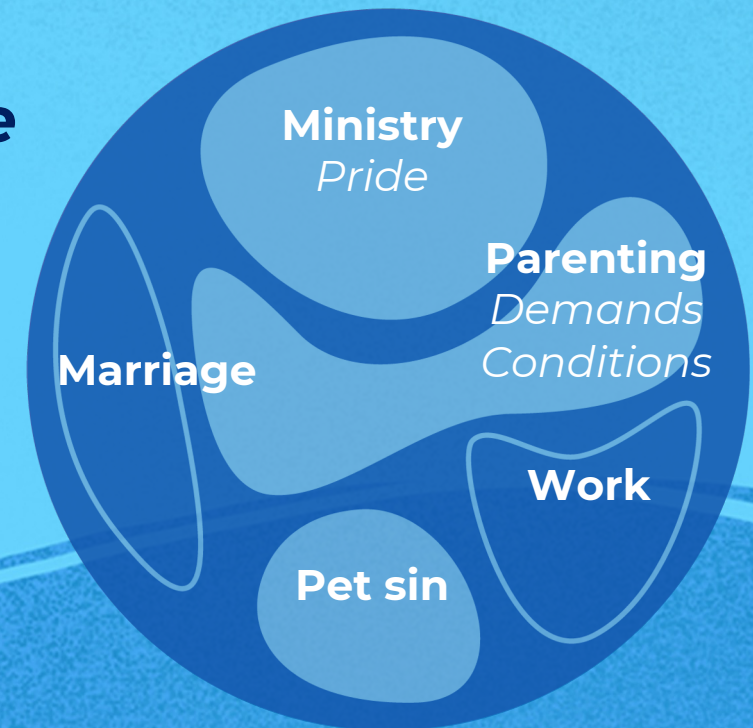 e
Ministry
Pride
Parenting
Demands
Conditions
Marriage
Work
Pet sin